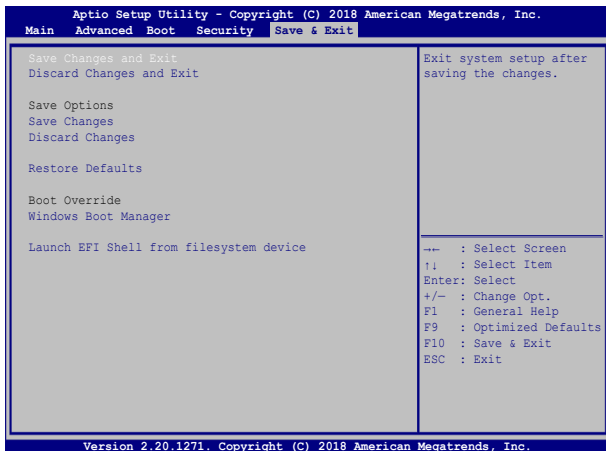 Aptio Setup Utility - Copyright (C) 2018 American Megatrends, Inc.
Main Advanced Boot Security Save & Exit
Save Changes and Exit
Discard Changes and Exit
Save Options
Save Changes
Discard Changes
Restore Defaults
Boot Override
Windows Boot Manager
Launch EFI Shell from filesystem device
Exit system setup after
saving the changes.
→← : Select Screen
↑↓ : Select Item
Enter: Select
+/— : Change Opt.
F1 : General Help
F9 : Optimized Defaults
F10 : Save & Exit
ESC : Exit
Version 2.20.1271. Copyright (C) 2018 American Megatrends, Inc.